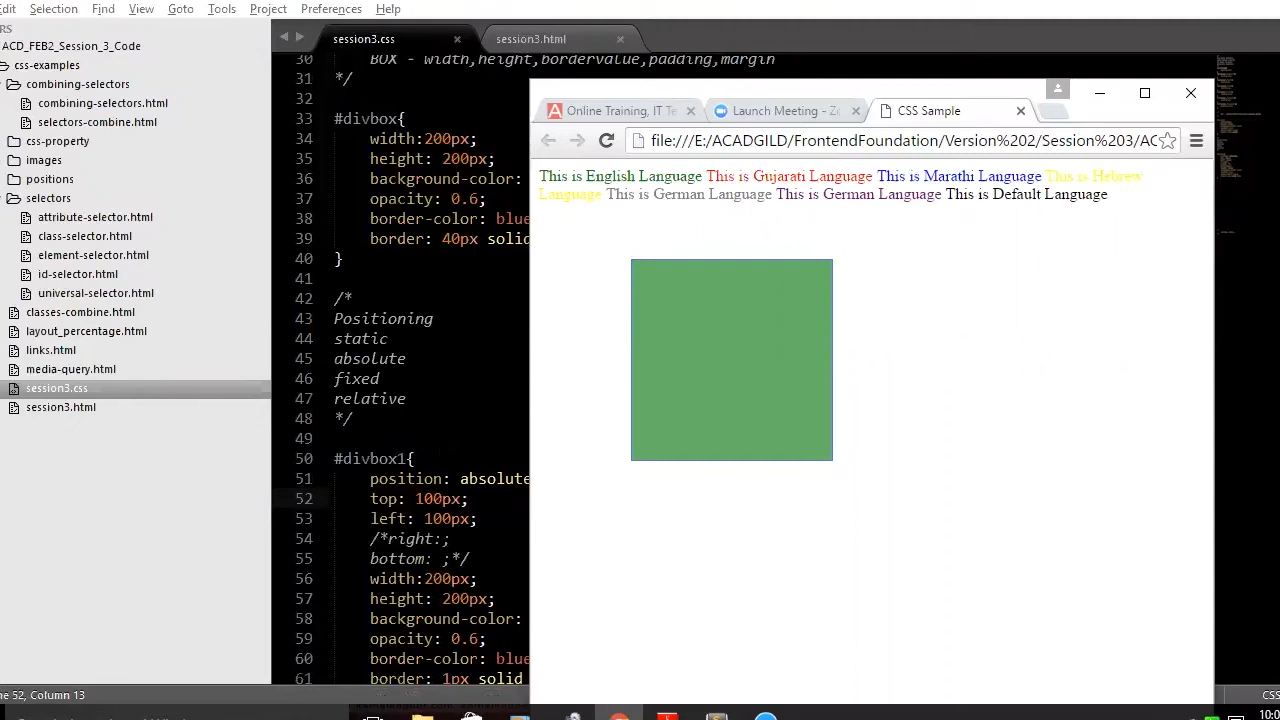 Edit Selection Find View Goto Tools Project Preferences Help
RS
ACD_FEB2_Session_3_Code
css-examples
combining-selectors
combining-selectors.html
selectors-combine.html
css-property
images
positions
selectors
attribute-selector.html
class-selector.html
element-selector.html
id-selector.html
universal-selector.html
classes-combine.html
layout_percentage.html
links.html
media-query.html
session3.css
session3.html
session3.css × session3.html ×
30 BOX - width,height,bordervalue,padding,margin
31 */
32
33 #divbox{
34 width:200px;
35 height: 200px;
36 background-color:
37 opacity: 0.6;
38 border-color: blue
39 border: 40px solid
40 }
41
42 /*
43 Positioning
44 static
45 absolute
46 fixed
47 relative
48 */
49
50 #divbox1{
51 position: absolute
52 top: 100px;
53 left: 100px;
54 /*right:;
55 bottom: ;*/
56 width:200px;
57 height: 200px;
58 background-color:
59 opacity: 0.6;
60 border-color: blue
61 border: 1px solid
Online Training, IT Te × Launch Meeting - Z × CSS Sample ×
file:///E:/ACADGILD/FrontendFoundation/Version%202/Session%203/AC
This is English Language This is Gujarati Language This is Marathi Language This is Hebrew
Language This is German Language This is German Language This is Default Language
ne 52, Column 13
CSS
10:0